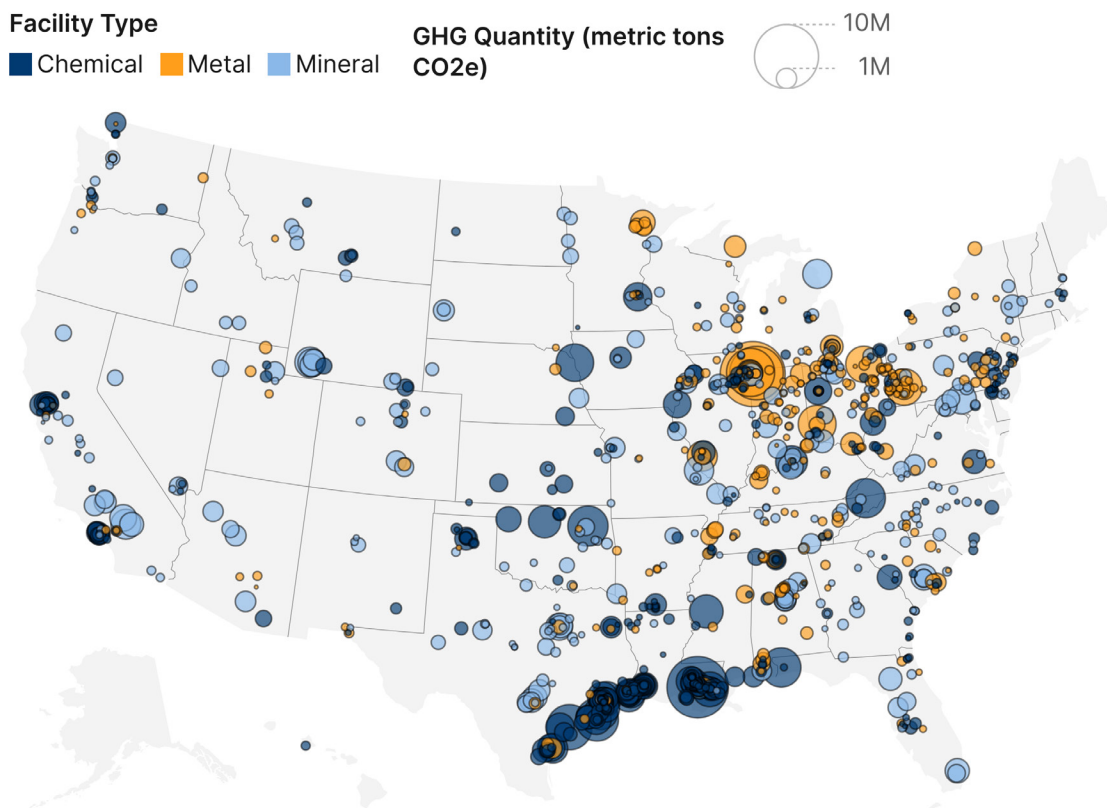 Facility Type
Chemical Metal Mineral
GHG Quantity (metric tons
CO2e)
10M
1M